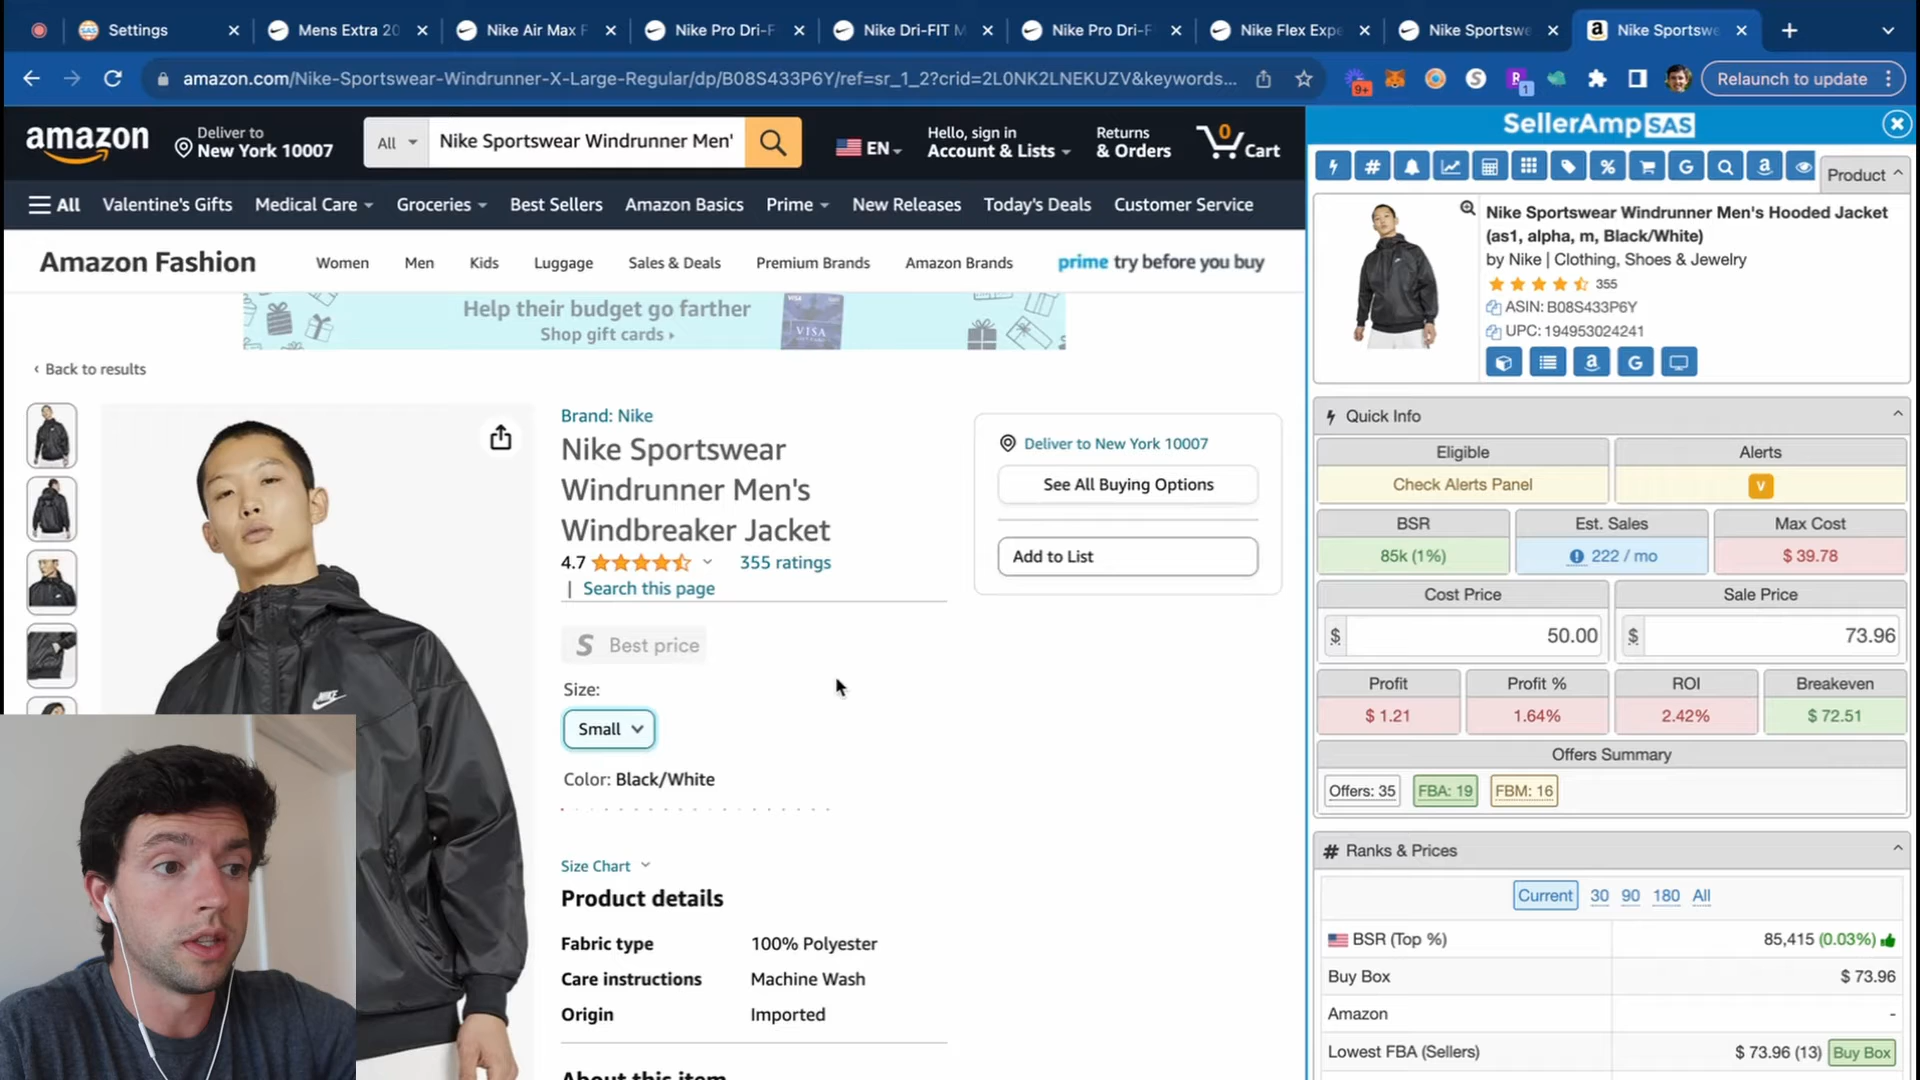 Settings
Mens Extra 20
Nike Air Max F
Nike Pro Dri-F
Nike Dri-FIT M
Nike Pro Dri-F
Nike Flex Expe
Nike Sportswe
Nike Sportswe
amazon.com/Nike-Sportswear-Windrunner-X-Large-Regular/dp/B08S433P6Y/ref=sr_1_2?crid=2L0NK2LNEKUZV&keywords...
9+
1
Relaunch to update
amazon
Deliver to
New York 10007
All
Nike Sportswear Windrunner Men'
EN
Hello, sign in
Account & Lists
Returns
& Orders
0
Cart
All
Valentine's Gifts
Medical Care
Groceries
Best Sellers
Amazon Basics
Prime
New Releases
Today's Deals
Customer Service
Amazon Fashion
Women
Men
Kids
Luggage
Sales & Deals
Premium Brands
Amazon Brands
prime try before you buy
Help their budget go farther
Shop gift cards ›
VISA
‹ Back to results
Brand: Nike
Nike Sportswear
Windrunner Men's
Windbreaker Jacket
4.7
355 ratings
| Search this page
S Best price
Size:
Small
Color: Black/White
Size Chart
Product details
Fabric type 100% Polyester
Care instructions Machine Wash
Origin Imported
About this item
Deliver to New York 10007
See All Buying Options
Add to List
SellerAmp SAS
Product
Nike Sportswear Windrunner Men's Hooded Jacket
(as1, alpha, m, Black/White)
by Nike | Clothing, Shoes & Jewelry
355
ASIN: B08S433P6Y
UPC: 194953024241
Quick Info
Eligible
Alerts
Check Alerts Panel
V
BSR
Est. Sales
Max Cost
85k (1%)
222 / mo
$ 39.78
Cost Price
Sale Price
$ 50.00
$ 73.96
Profit
Profit %
ROI
Breakeven
$ 1.21
1.64%
2.42%
$ 72.51
Offers Summary
Offers: 35
FBA: 19
FBM: 16
# Ranks & Prices
Current 30 90 180 All
BSR (Top %) 85,415 (0.03%)
Buy Box $ 73.96
Amazon -
Lowest FBA (Sellers) $ 73.96 (13) Buy Box